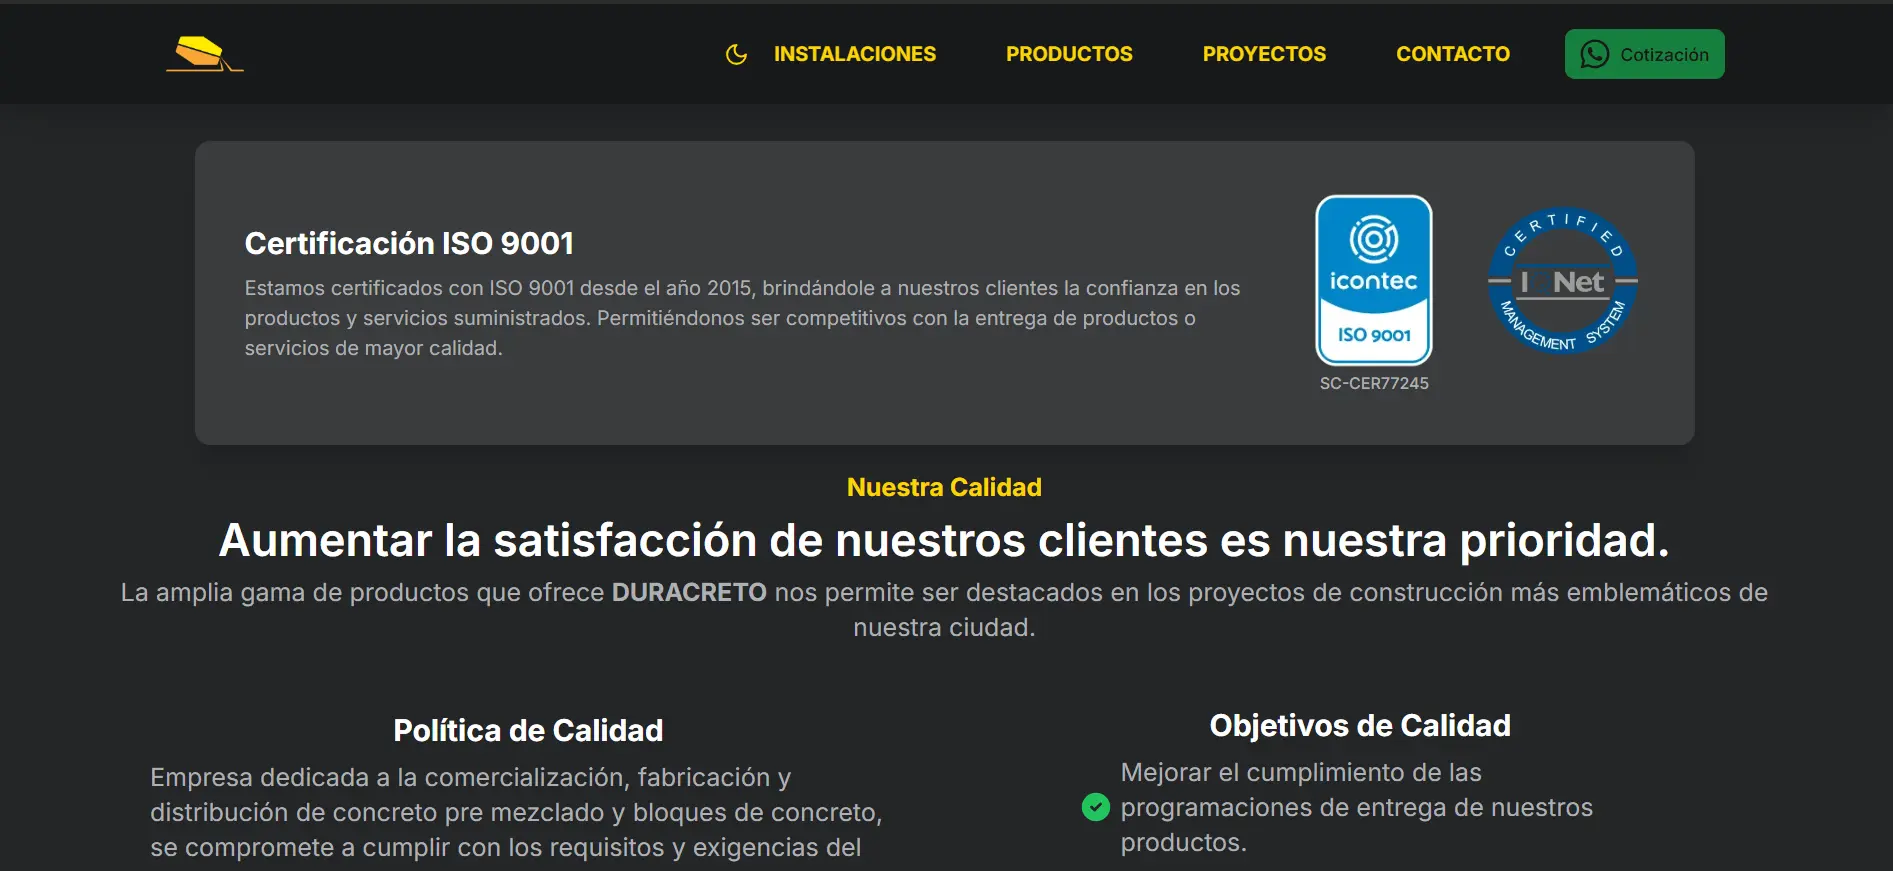 INSTALACIONES PRODUCTOS PROYECTOS CONTACTO Cotización
Certificación ISO 9001
Estamos certificados con ISO 9001 desde el año 2015, brindándole a nuestros clientes la confianza en los
productos y servicios suministrados. Permitiéndonos ser competitivos con la entrega de productos o
servicios de mayor calidad.
icontec
ISO 9001
SC-CER77245
CERTIFIED
IQNet
MANAGEMENT SYSTEM
Nuestra Calidad
Aumentar la satisfacción de nuestros clientes es nuestra prioridad.
La amplia gama de productos que ofrece DURACRETO nos permite ser destacados en los proyectos de construcción más emblemáticos de
nuestra ciudad.
Política de Calidad
Empresa dedicada a la comercialización, fabricación y
distribución de concreto pre mezclado y bloques de concreto,
se compromete a cumplir con los requisitos y exigencias del
Objetivos de Calidad
Mejorar el cumplimiento de las
programaciones de entrega de nuestros
productos.